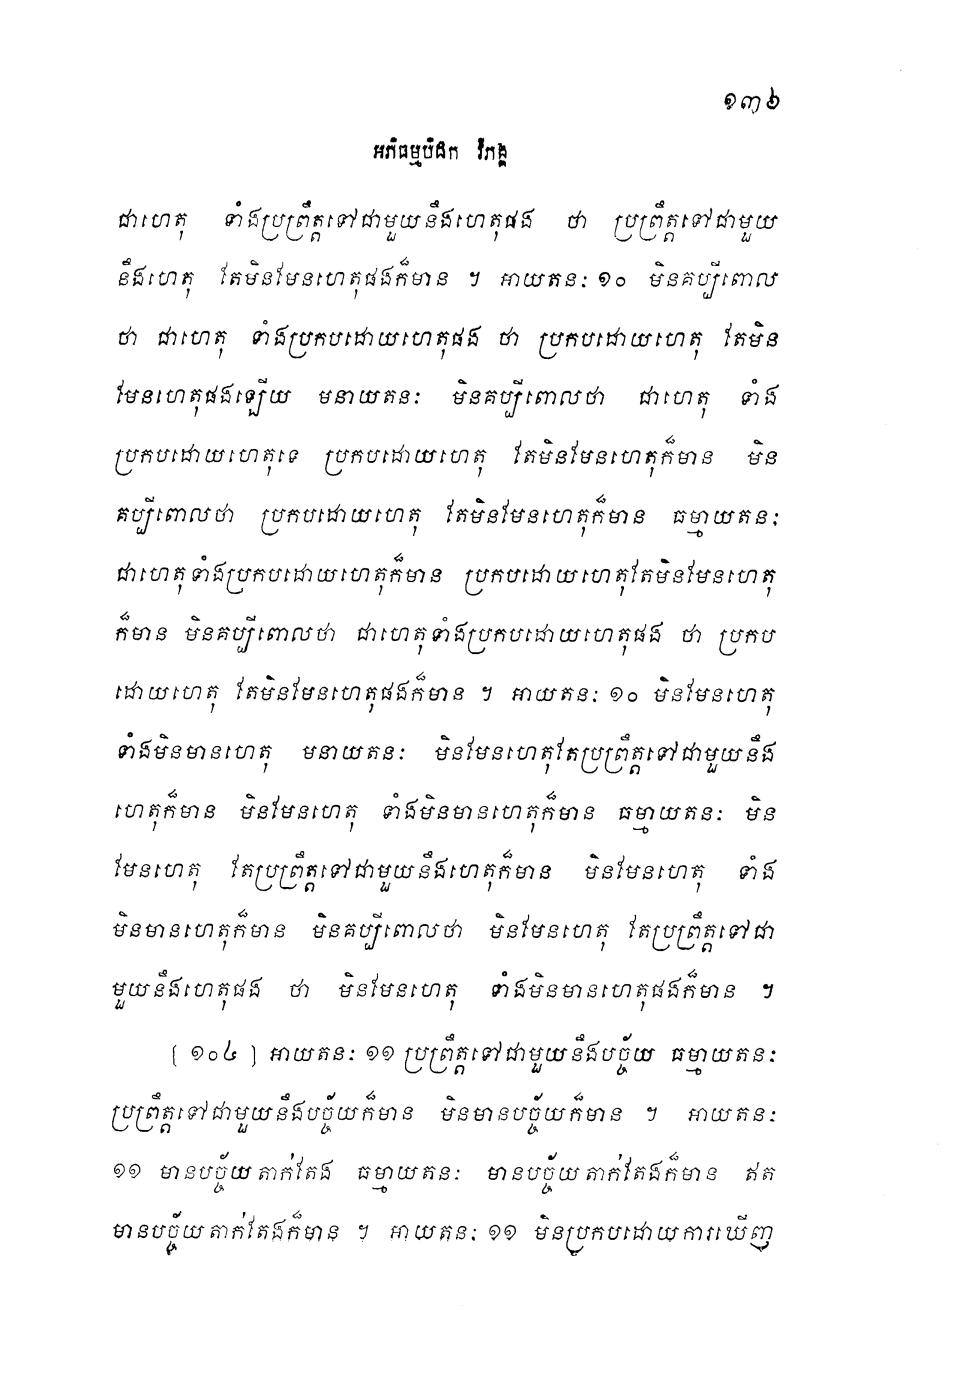 ១៣៦
អភិធម្មបិដក វិភង្គ
ជាហេតុ ទាំងប្រព្រឹត្តទៅជាមួយនឹងហេតុផង ថា ប្រព្រឹត្តទៅជាមួយ
នឹងហេតុ តែមិនមែនហេតុផងក៏មាន ។ អាយតនៈ ១០ មិនគប្បីពោល
ថា ជាហេតុ ទាំងប្រកបដោយហេតុផង ថា ប្រកបដោយហេតុ តែមិន
មែនហេតុផងឡើយ មនាយតនៈ មិនគប្បីពោលថា ជាហេតុ ទាំង
ប្រកបដោយហេតុទេ ប្រកបដោយហេតុ តែមិនមែនហេតុក៏មាន មិន
គប្បីពោលថា ប្រកបដោយហេតុ តែមិនមែនហេតុក៏មាន ធម្មាយតនៈ
ជាហេតុទាំងប្រកបដោយហេតុក៏មាន ប្រកបដោយហេតុតែមិនមែនហេតុ
ក៏មាន មិនគប្បីពោលថា ជាហេតុទាំងប្រកបដោយហេតុផង ថា ប្រកប
ដោយហេតុ តែមិនមែនហេតុផងក៏មាន ។ អាយតនៈ ១០ មិនមែនហេតុ
ទាំងមិនមានហេតុ មនាយតនៈ មិនមែនហេតុតែប្រព្រឹត្តទៅជាមួយនឹង
ហេតុក៏មាន មិនមែនហេតុ ទាំងមិនមានហេតុក៏មាន ធម្មាយតនៈ មិន
មែនហេតុ តែប្រព្រឹត្តទៅជាមួយនឹងហេតុក៏មាន មិនមែនហេតុ ទាំង
មិនមានហេតុក៏មាន មិនគប្បីពោលថា មិនមែនហេតុ តែប្រព្រឹត្តទៅជា
មួយនឹងហេតុផង ថា មិនមែនហេតុ ទាំងមិនមានហេតុផងក៏មាន ។
[ ១០៤ ] អាយតនៈ ១១ ប្រព្រឹត្តទៅជាមួយនឹងបច្ច័យ ធម្មាយតនៈ
ប្រព្រឹត្តទៅជាមួយនឹងបច្ច័យក៏មាន មិនមានបច្ច័យក៏មាន ។ អាយតនៈ
១១ មានបច្ច័យតាក់តែង ធម្មាយតនៈ មានបច្ច័យតាក់តែងក៏មាន ឥត
មានបច្ច័យតាក់តែងក៏មាន ។ អាយតនៈ ១១ មិនប្រកបដោយការឃើញ